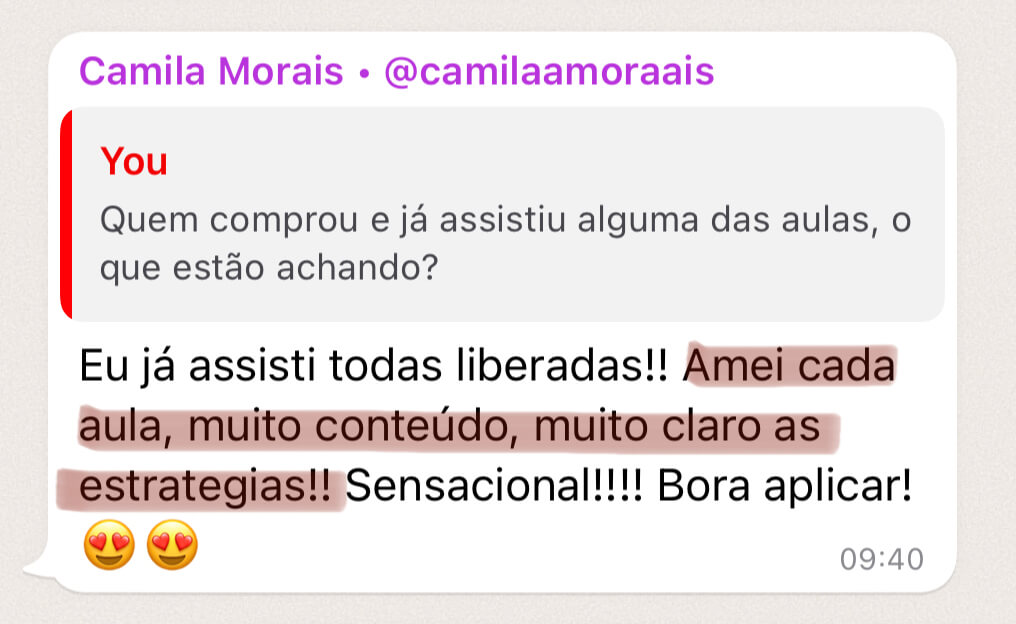 Camila Morais • @camilaamoraais
You
Quem comprou e já assistiu alguma das aulas, o
que estão achando?
Eu já assisti todas liberadas!! Amei cada
aula, muito conteúdo, muito claro as
estrategias!! Sensacional!!!! Bora aplicar!
😍😍
09:40